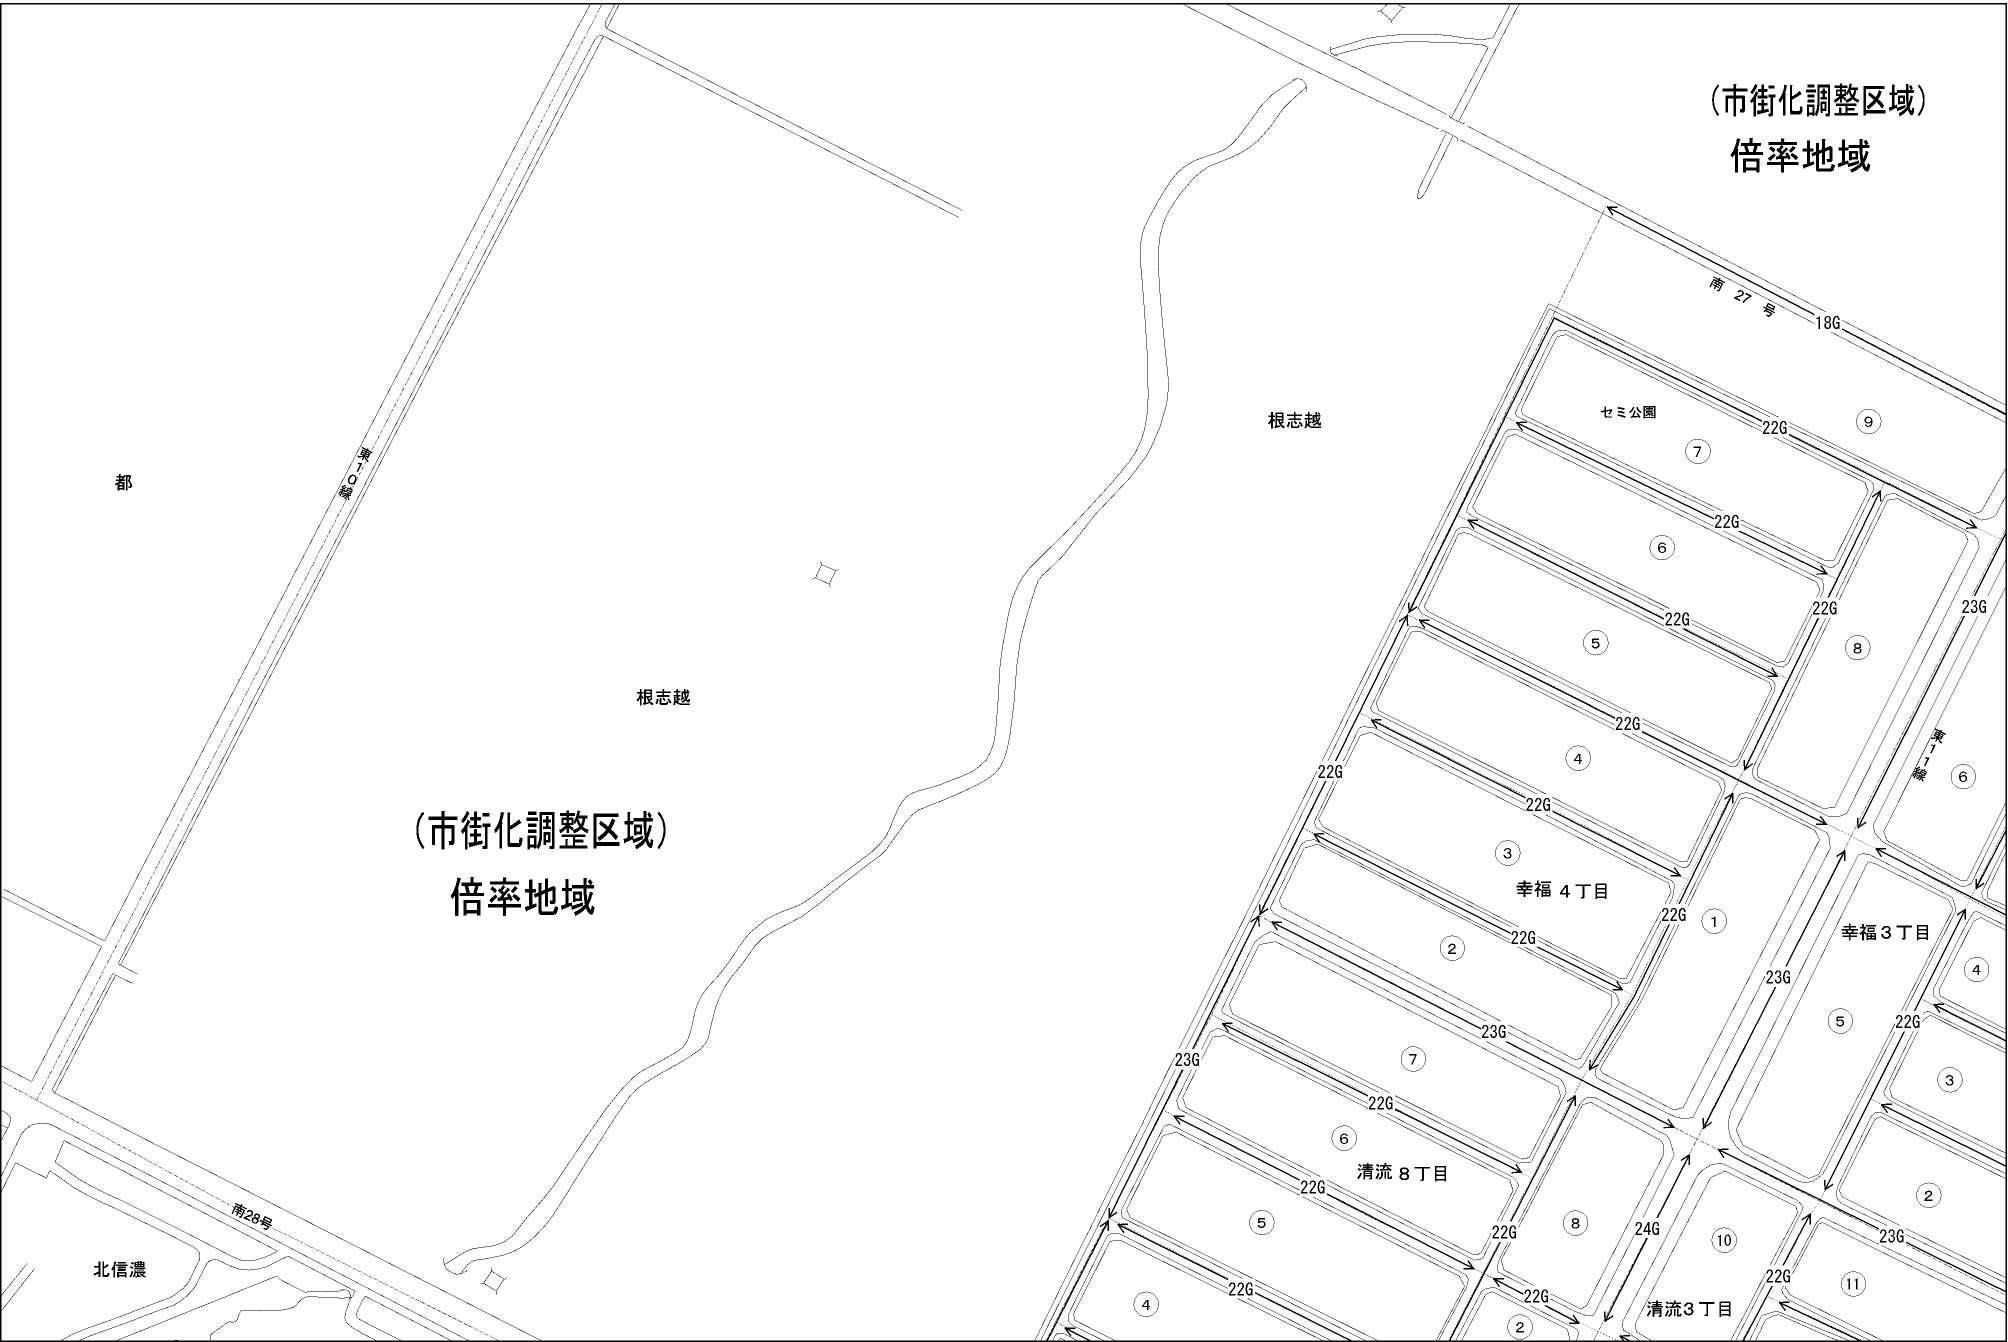 （市街化調整区域）
倍率地域
南 27 号
18G
根志越
セミ公園
22G
⑨
⑦
都
東10線
22G
⑥
22G
⑤
22G
23G
⑧
根志越
22G
④
22G
東11線
⑥
（市街化調整区域）
倍率地域
22G
③
幸福 4 丁目
22G
①
幸福 3 丁目
22G
②
23G
④
⑤
22G
23G
⑦
23G
③
22G
⑥
清流 8 丁目
22G
⑤
22G
⑧
24G
⑩
②
23G
南28号
北信濃
22G
④
22G
②
清流 3 丁目
22G
⑪